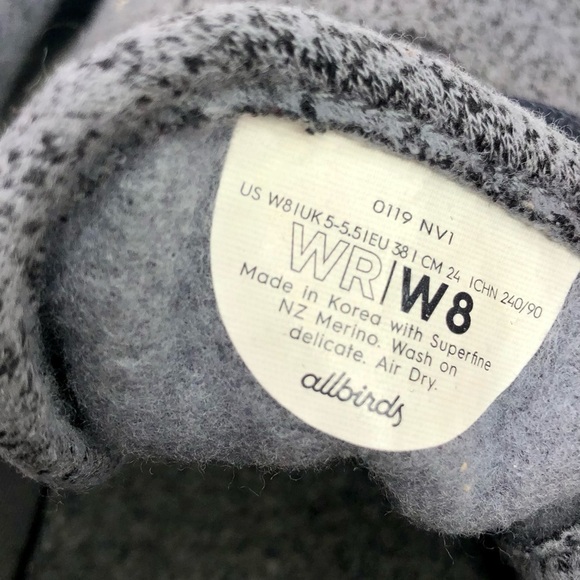 0119 NV1
US W8|UK 5-5.5|EU 38| CM 24 |CHN 240/90
WR|W8
Made in Korea with Superfine
NZ Merino. Wash on
delicate. Air Dry.
allbirds